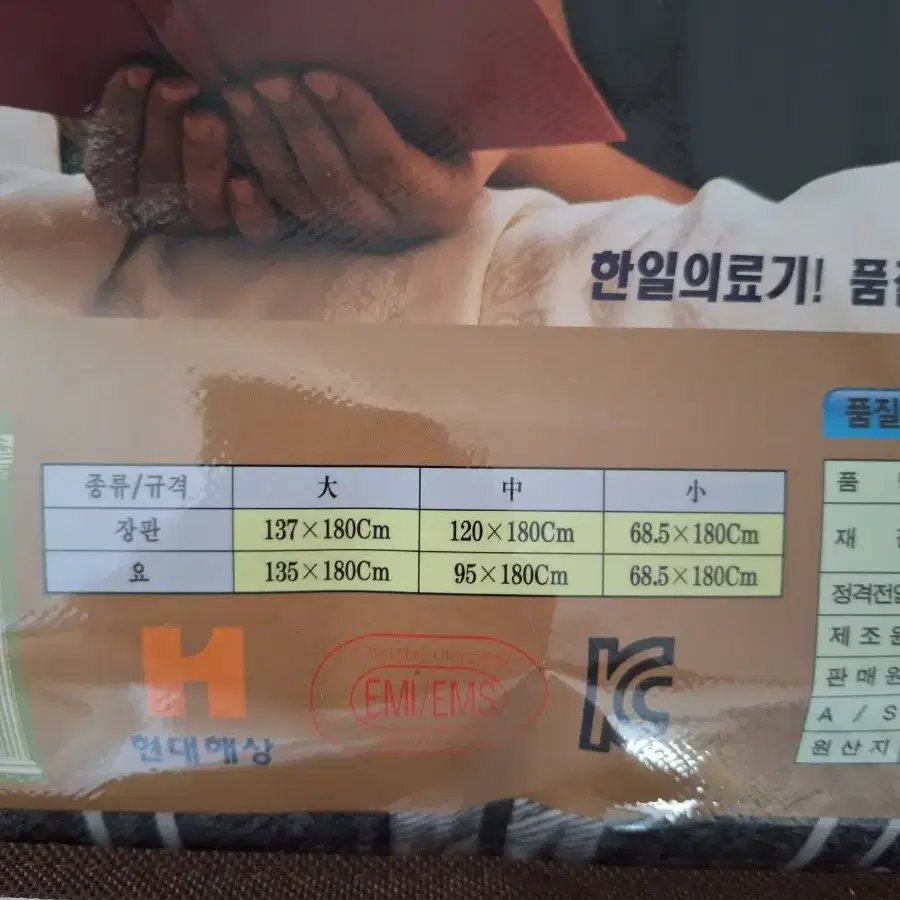 한일의료기! 품질
품질
종류/규격 大 中 小
장판 137×180Cm 120×180Cm 68.5×180Cm
요 135×180Cm 95×180Cm 68.5×180Cm
품
재
정격전압
제조원
판매원
A/S
원산지
현대해상
EMI/EMS